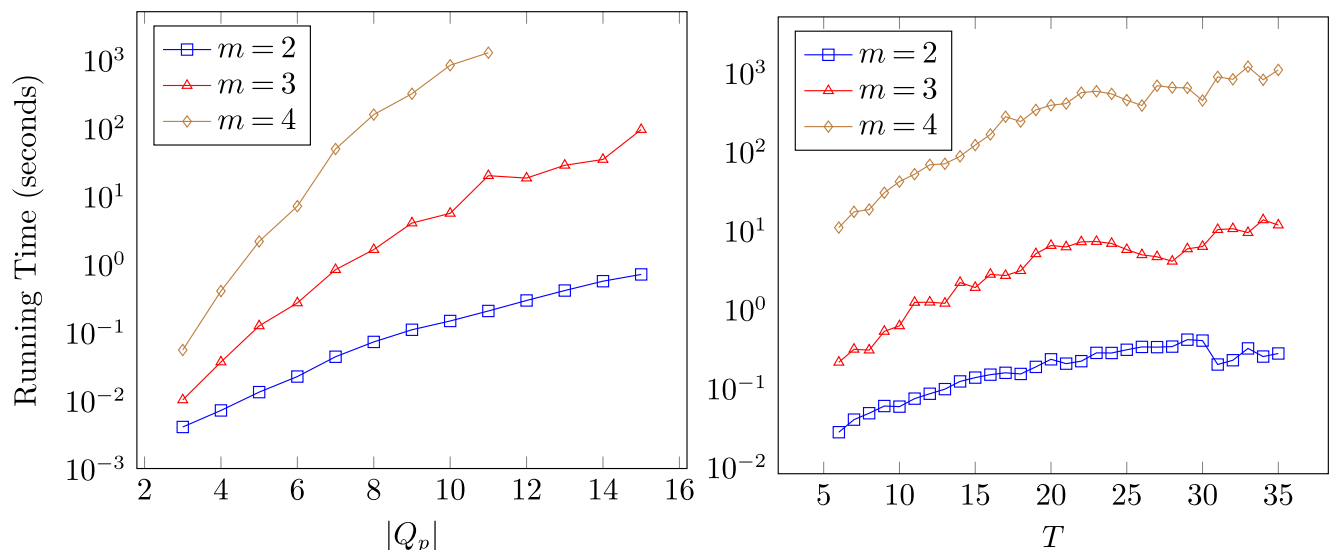 Running Time (seconds)
10^3
10^2
10^1
10^0
10^−1
10^−2
10^−3
m = 2
m = 3
m = 4
2 4 6 8 10 12 14 16
|Q_p|
10^3
10^2
10^1
10^0
10^−1
10^−2
m = 2
m = 3
m = 4
5 10 15 20 25 30 35
T